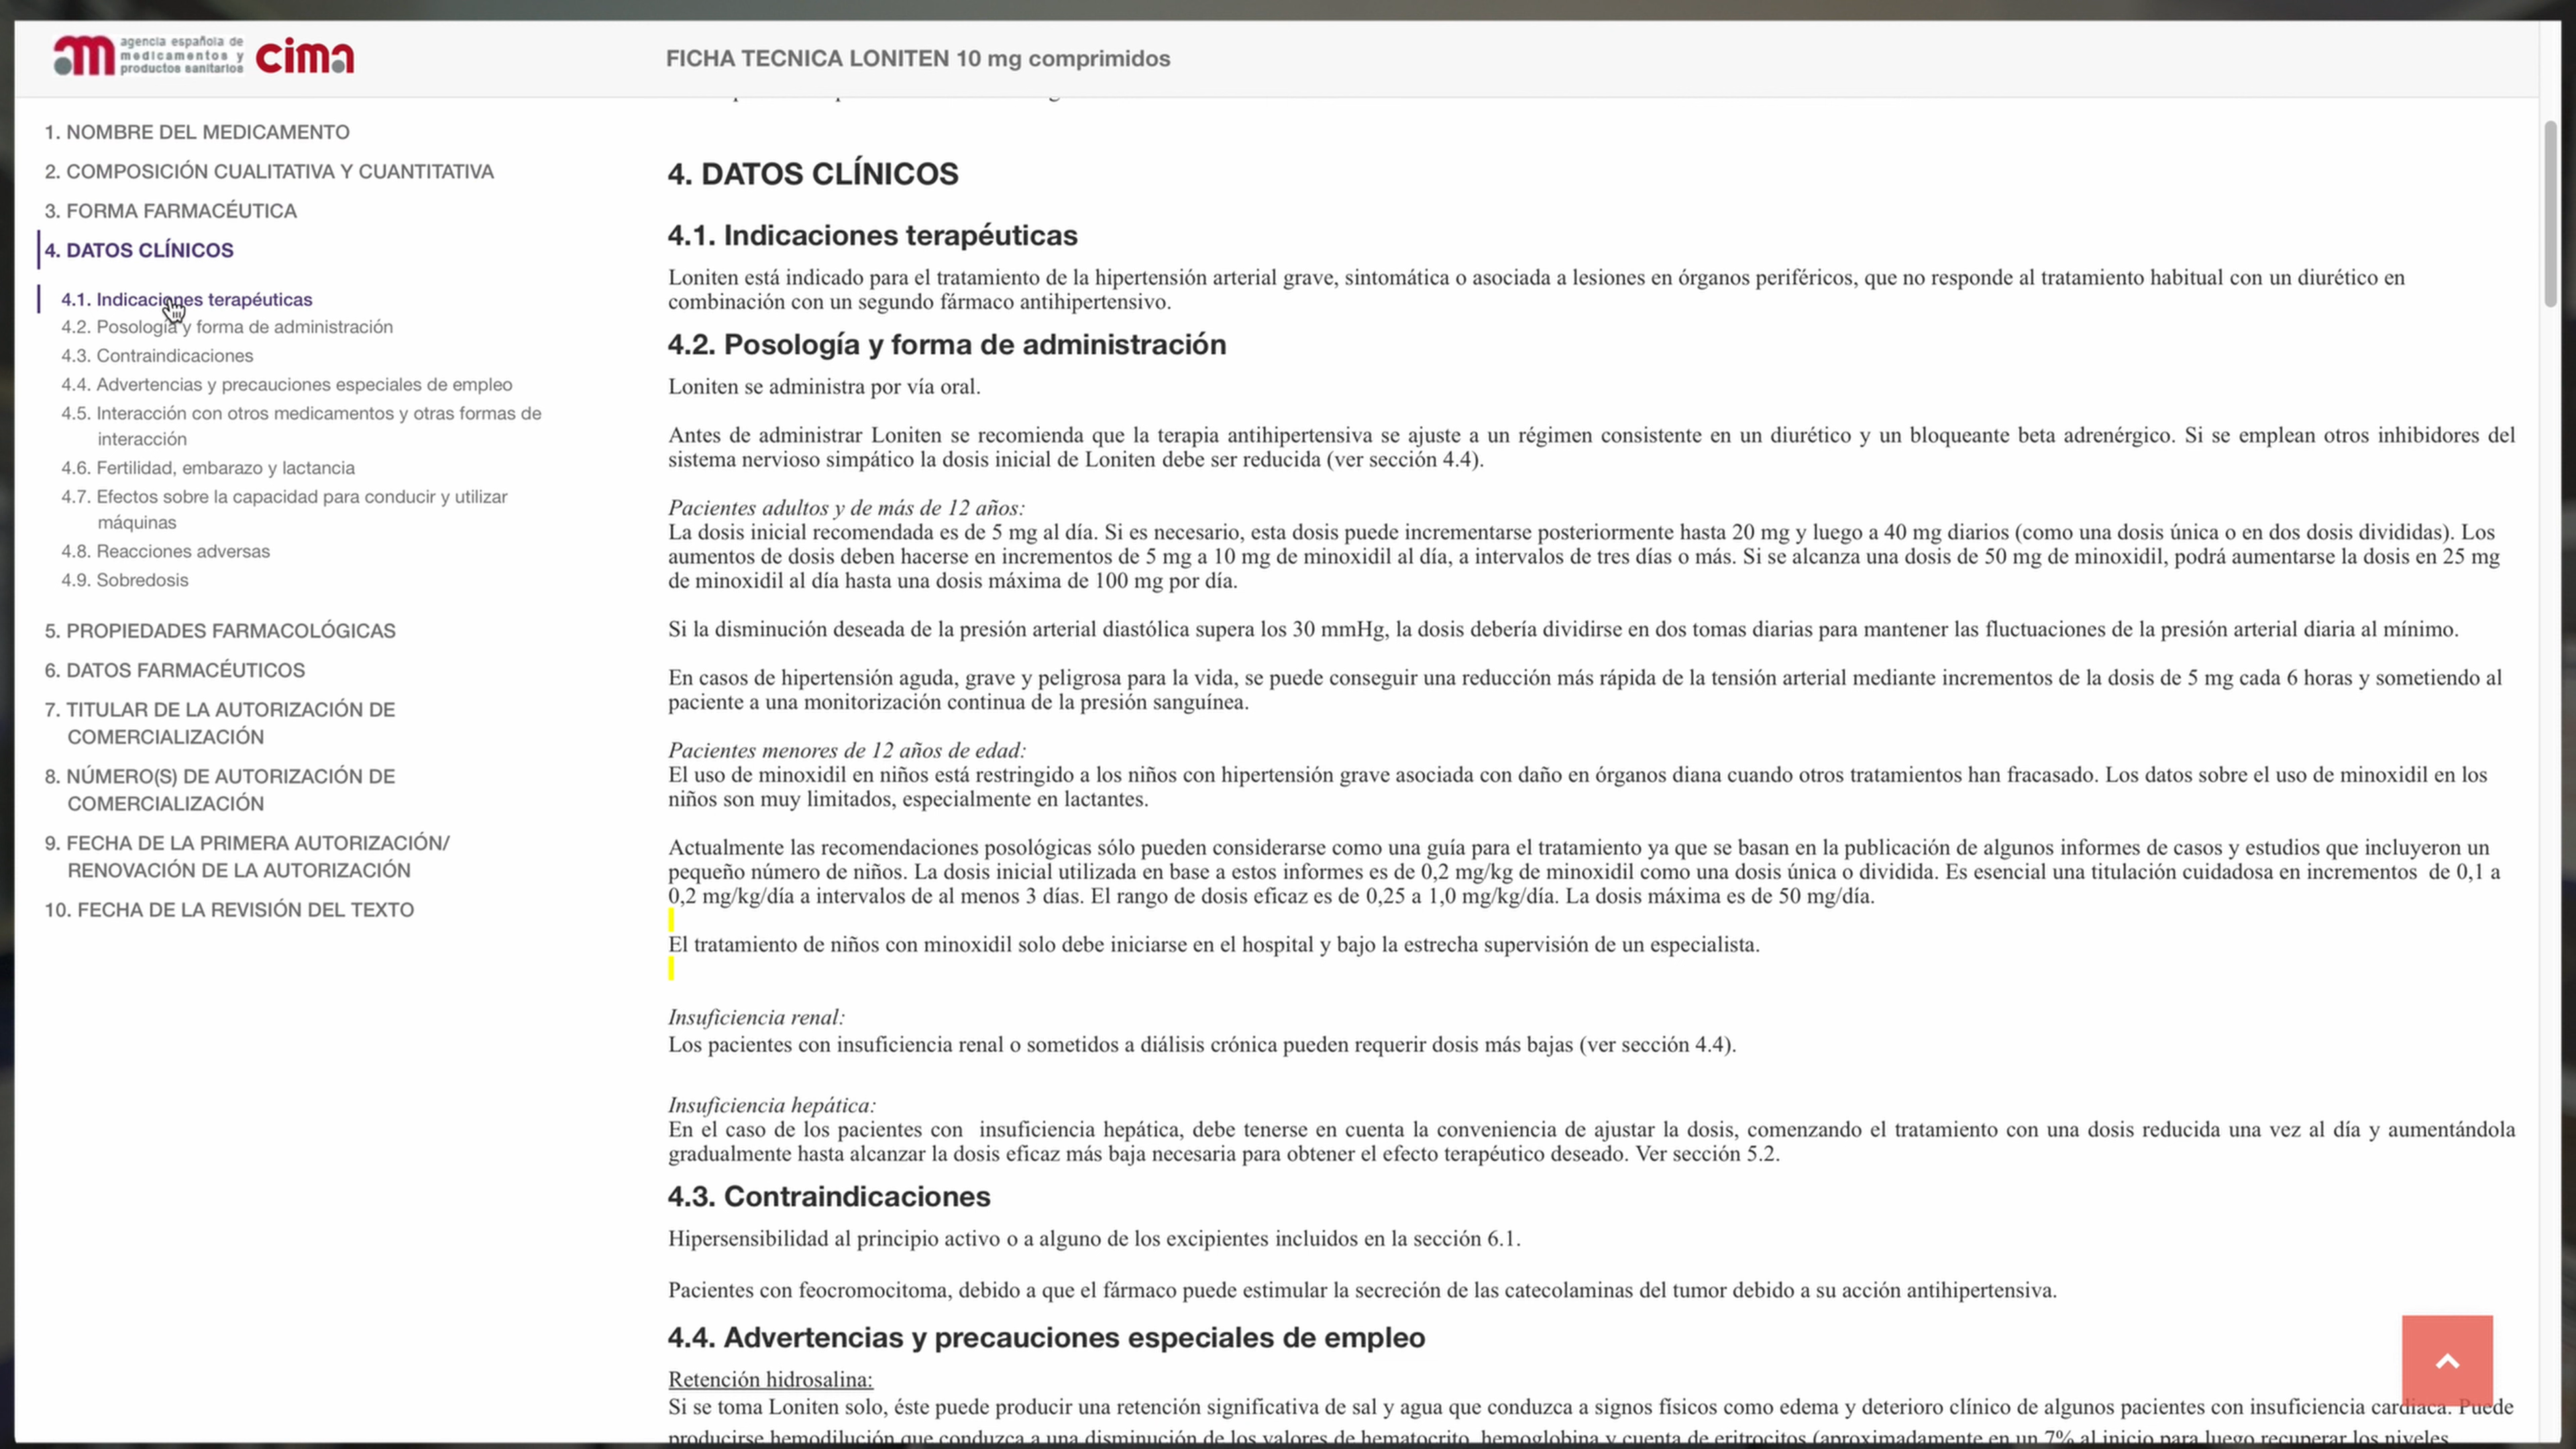 agencia española de
medicamentos y
productos sanitarios
cima
FICHA TECNICA LONITEN 10 mg comprimidos
1. NOMBRE DEL MEDICAMENTO
2. COMPOSICIÓN CUALITATIVA Y CUANTITATIVA
3. FORMA FARMACÉUTICA
4. DATOS CLÍNICOS
4.1. Indicaciones terapéuticas
4.2. Posología y forma de administración
4.3. Contraindicaciones
4.4. Advertencias y precauciones especiales de empleo
4.5. Interacción con otros medicamentos y otras formas de
interacción
4.6. Fertilidad, embarazo y lactancia
4.7. Efectos sobre la capacidad para conducir y utilizar
máquinas
4.8. Reacciones adversas
4.9. Sobredosis
5. PROPIEDADES FARMACOLÓGICAS
6. DATOS FARMACÉUTICOS
7. TITULAR DE LA AUTORIZACIÓN DE
COMERCIALIZACIÓN
8. NÚMERO(S) DE AUTORIZACIÓN DE
COMERCIALIZACIÓN
9. FECHA DE LA PRIMERA AUTORIZACIÓN/
RENOVACIÓN DE LA AUTORIZACIÓN
10. FECHA DE LA REVISIÓN DEL TEXTO
4. DATOS CLÍNICOS
4.1. Indicaciones terapéuticas
Loniten está indicado para el tratamiento de la hipertensión arterial grave, sintomática o asociada a lesiones en órganos periféricos, que no responde al tratamiento habitual con un diurético en
combinación con un segundo fármaco antihipertensivo.
4.2. Posología y forma de administración
Loniten se administra por vía oral.
Antes de administrar Loniten se recomienda que la terapia antihipertensiva se ajuste a un régimen consistente en un diurético y un bloqueante beta adrenérgico. Si se emplean otros inhibidores del
sistema nervioso simpático la dosis inicial de Loniten debe ser reducida (ver sección 4.4).
Pacientes adultos y de más de 12 años:
La dosis inicial recomendada es de 5 mg al día. Si es necesario, esta dosis puede incrementarse posteriormente hasta 20 mg y luego a 40 mg diarios (como una dosis única o en dos dosis divididas). Los
aumentos de dosis deben hacerse en incrementos de 5 mg a 10 mg de minoxidil al día, a intervalos de tres días o más. Si se alcanza una dosis de 50 mg de minoxidil, podrá aumentarse la dosis en 25 mg
de minoxidil al día hasta una dosis máxima de 100 mg por día.
Si la disminución deseada de la presión arterial diastólica supera los 30 mmHg, la dosis debería dividirse en dos tomas diarias para mantener las fluctuaciones de la presión arterial diaria al mínimo.
En casos de hipertensión aguda, grave y peligrosa para la vida, se puede conseguir una reducción más rápida de la tensión arterial mediante incrementos de la dosis de 5 mg cada 6 horas y sometiendo al
paciente a una monitorización continua de la presión sanguínea.
Pacientes menores de 12 años de edad:
El uso de minoxidil en niños está restringido a los niños con hipertensión grave asociada con daño en órganos diana cuando otros tratamientos han fracasado. Los datos sobre el uso de minoxidil en los
niños son muy limitados, especialmente en lactantes.
Actualmente las recomendaciones posológicas sólo pueden considerarse como una guía para el tratamiento ya que se basan en la publicación de algunos informes de casos y estudios que incluyeron un
pequeño número de niños. La dosis inicial utilizada en base a estos informes es de 0,2 mg/kg de minoxidil como una dosis única o dividida. Es esencial una titulación cuidadosa en incrementos de 0,1 a
0,2 mg/kg/día a intervalos de al menos 3 días. El rango de dosis eficaz es de 0,25 a 1,0 mg/kg/día. La dosis máxima es de 50 mg/día.
El tratamiento de niños con minoxidil solo debe iniciarse en el hospital y bajo la estrecha supervisión de un especialista.
Insuficiencia renal:
Los pacientes con insuficiencia renal o sometidos a diálisis crónica pueden requerir dosis más bajas (ver sección 4.4).
Insuficiencia hepática:
En el caso de los pacientes con insuficiencia hepática, debe tenerse en cuenta la conveniencia de ajustar la dosis, comenzando el tratamiento con una dosis reducida una vez al día y aumentándola
gradualmente hasta alcanzar la dosis eficaz más baja necesaria para obtener el efecto terapéutico deseado. Ver sección 5.2.
4.3. Contraindicaciones
Hipersensibilidad al principio activo o a alguno de los excipientes incluidos en la sección 6.1.
Pacientes con feocromocitoma, debido a que el fármaco puede estimular la secreción de las catecolaminas del tumor debido a su acción antihipertensiva.
4.4. Advertencias y precauciones especiales de empleo
Retención hidrosalina:
Si se toma Loniten solo, éste puede producir una retención significativa de sal y agua que conduzca a signos físicos como edema y deterioro clínico de algunos pacientes con insuficiencia cardiaca. Puede
producirse hemodilución que conduzca a una disminución de los valores de hematocrito, hemoglobina y cuenta de eritrocitos (aproximadamente en un 7% al inicio para luego recuperar los niveles